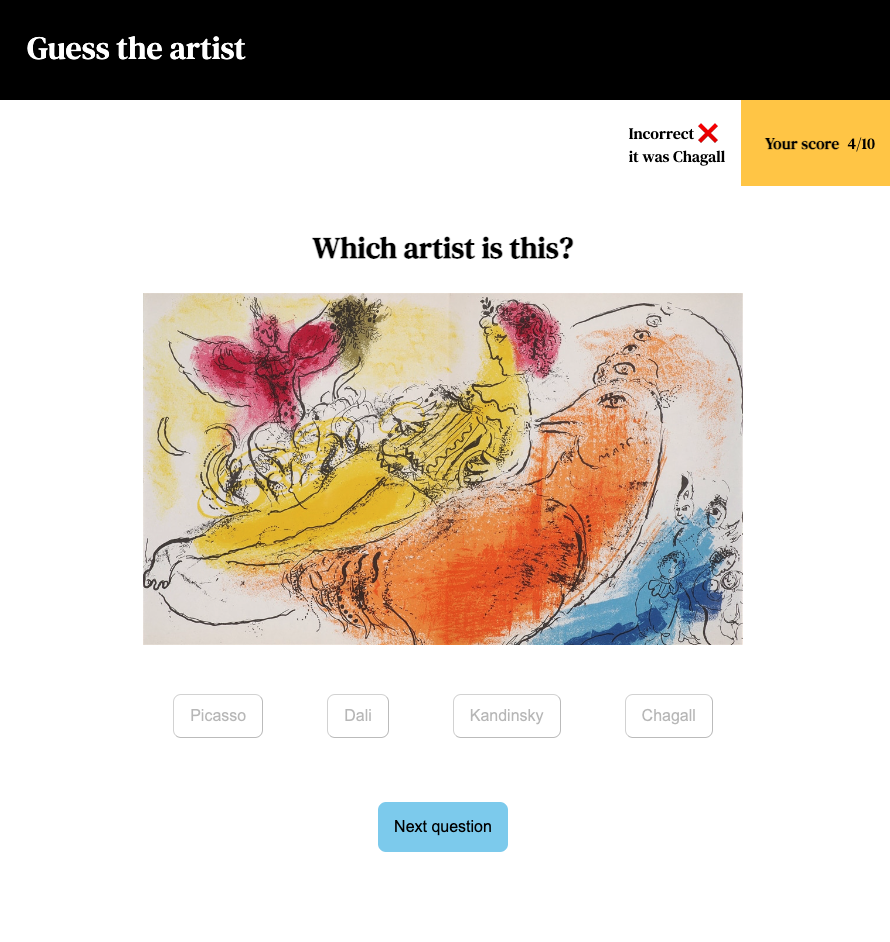 Guess the artist
Incorrect ❌
it was Chagall
Your score 4/10
Which artist is this?
Picasso
Dali
Kandinsky
Chagall
Next question